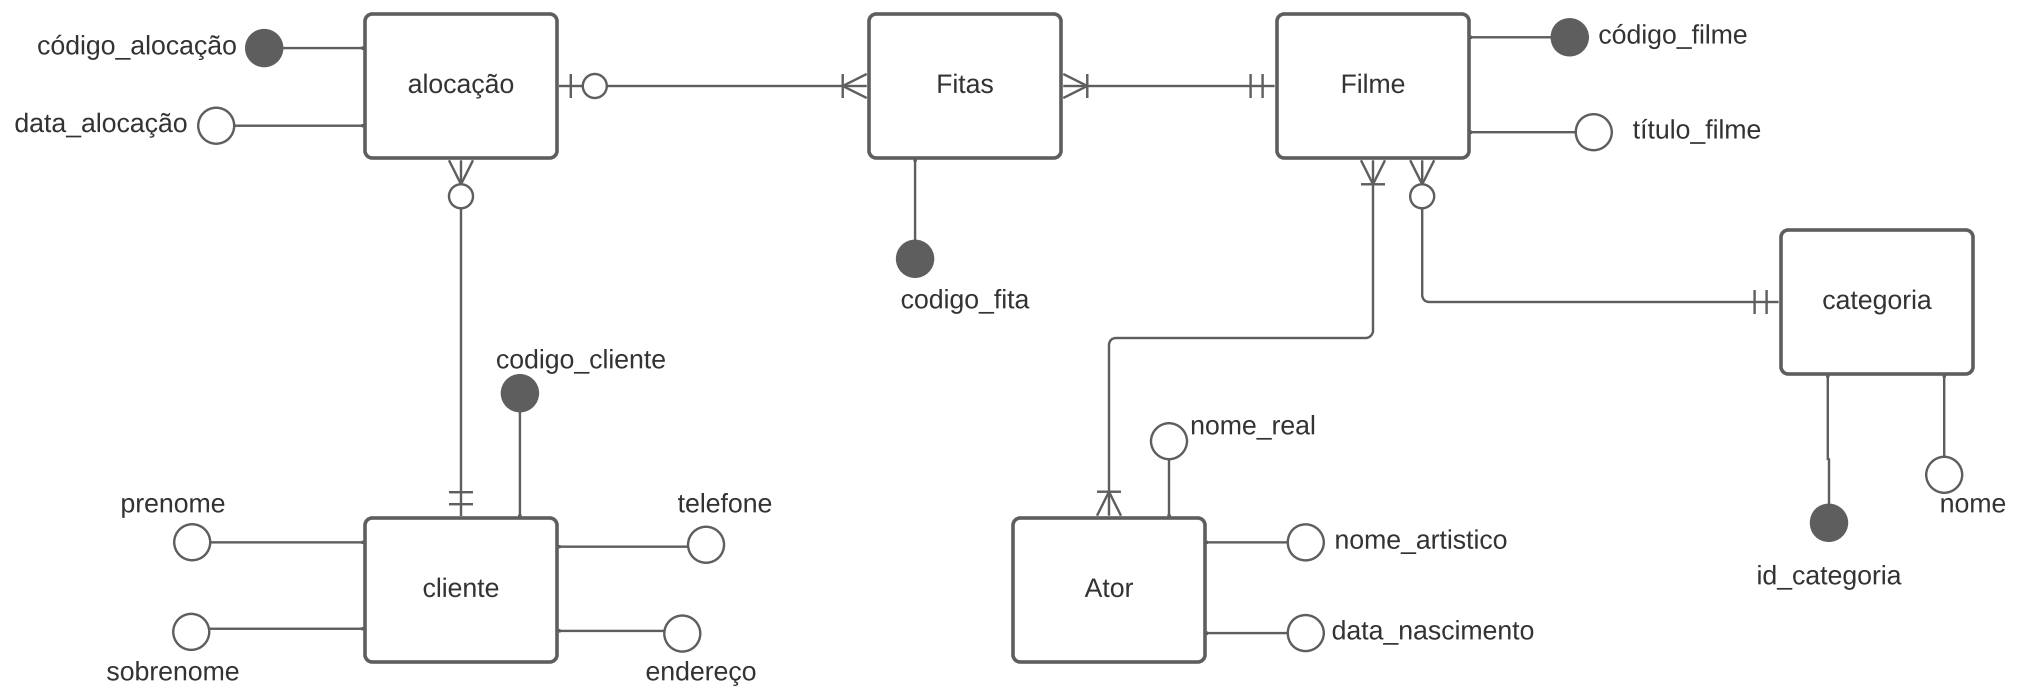 código_alocação
data_alocação
alocação
Fitas
Filme
código_filme
título_filme
codigo_fita
categoria
codigo_cliente
nome_real
prenome
telefone
nome
cliente
Ator
nome_artistico
id_categoria
sobrenome
endereço
data_nascimento